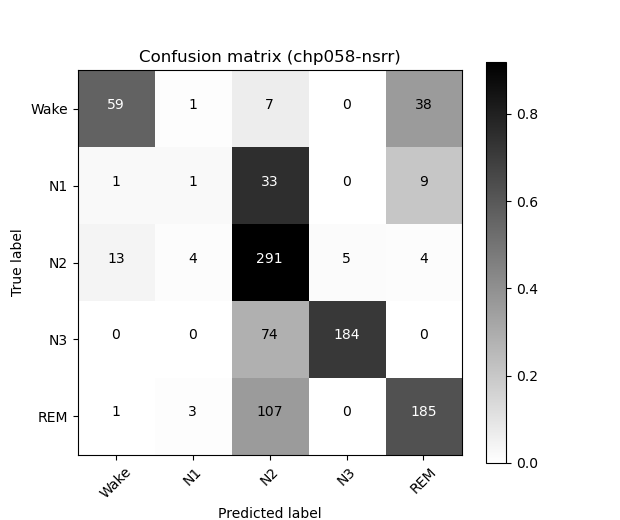 Confusion matrix (chp058-nsrr)
True label
Wake 59 1 7 0 38
N1 1 1 33 0 9
N2 13 4 291 5 4
N3 0 0 74 184 0
REM 1 3 107 0 185
Wake N1 N2 N3 REM
Predicted label
0.8
0.6
0.4
0.2
0.0